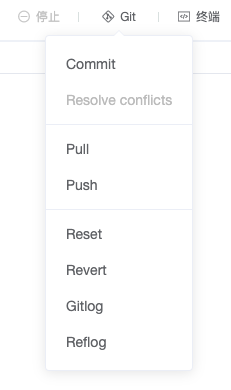 停止
Git
终端
Commit
Resolve conflicts
Pull
Push
Reset
Revert
Gitlog
Reflog